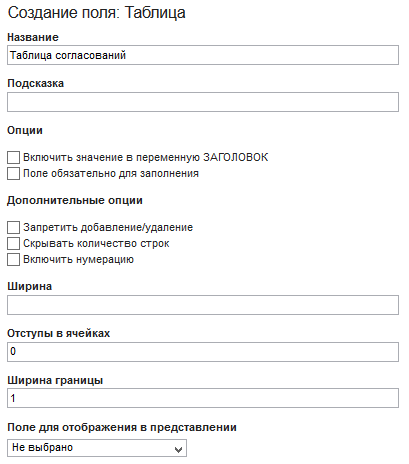 Создание поля: Таблица
Название
Таблица согласований
Подсказка
Опции
Включить значение в переменную ЗАГОЛОВОК
Поле обязательно для заполнения
Дополнительные опции
Запретить добавление/удаление
Скрывать количество строк
Включить нумерацию
Ширина
Отступы в ячейках
0
Ширина границы
1
Поле для отображения в представлении
Не выбрано